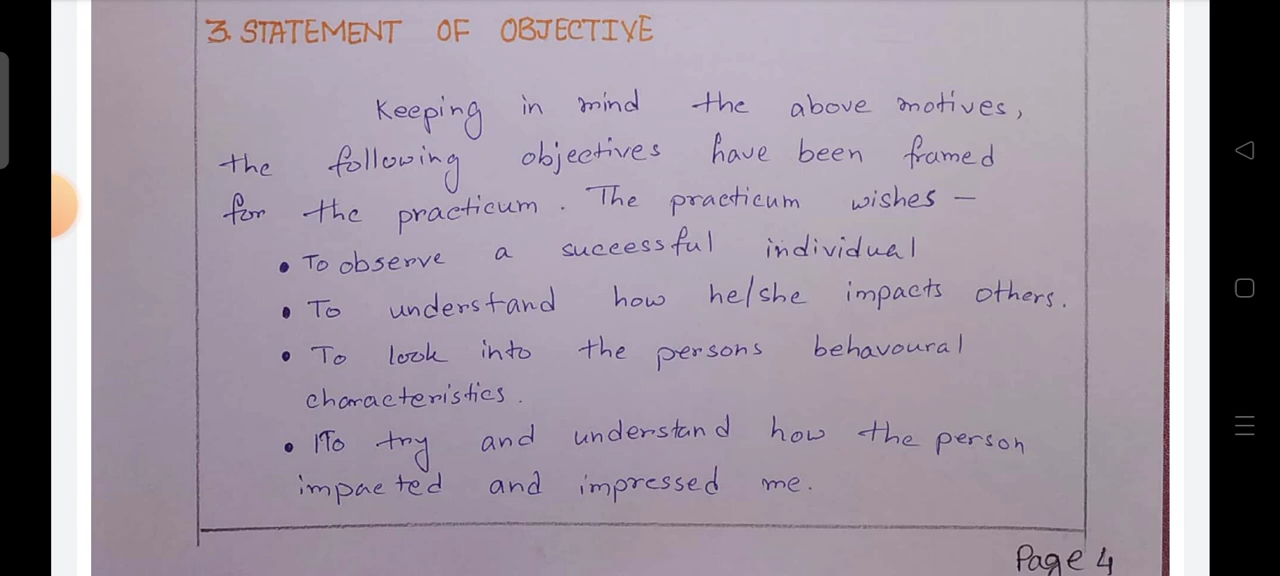 3. STATEMENT OF OBJECTIVE
Keeping in mind the above motives,
the following objectives have been framed
for the practicum. The practicum wishes —
• To observe a successful individual
• To understand how he/she impacts others.
• To look into the persons behavoural
characteristics.
• To try and understand how the person
impacted and impressed me.
Page 4